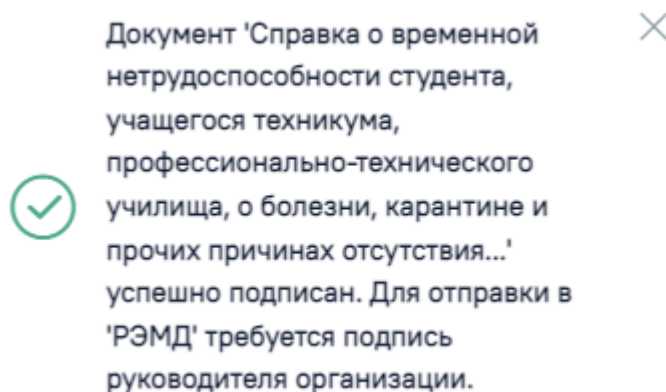 Документ 'Справка о временной
нетрудоспособности студента,
учащегося техникума,
профессионально-технического
училища, о болезни, карантине и
прочих причинах отсутствия...'
успешно подписан. Для отправки в
'РЭМД' требуется подпись
руководителя организации.